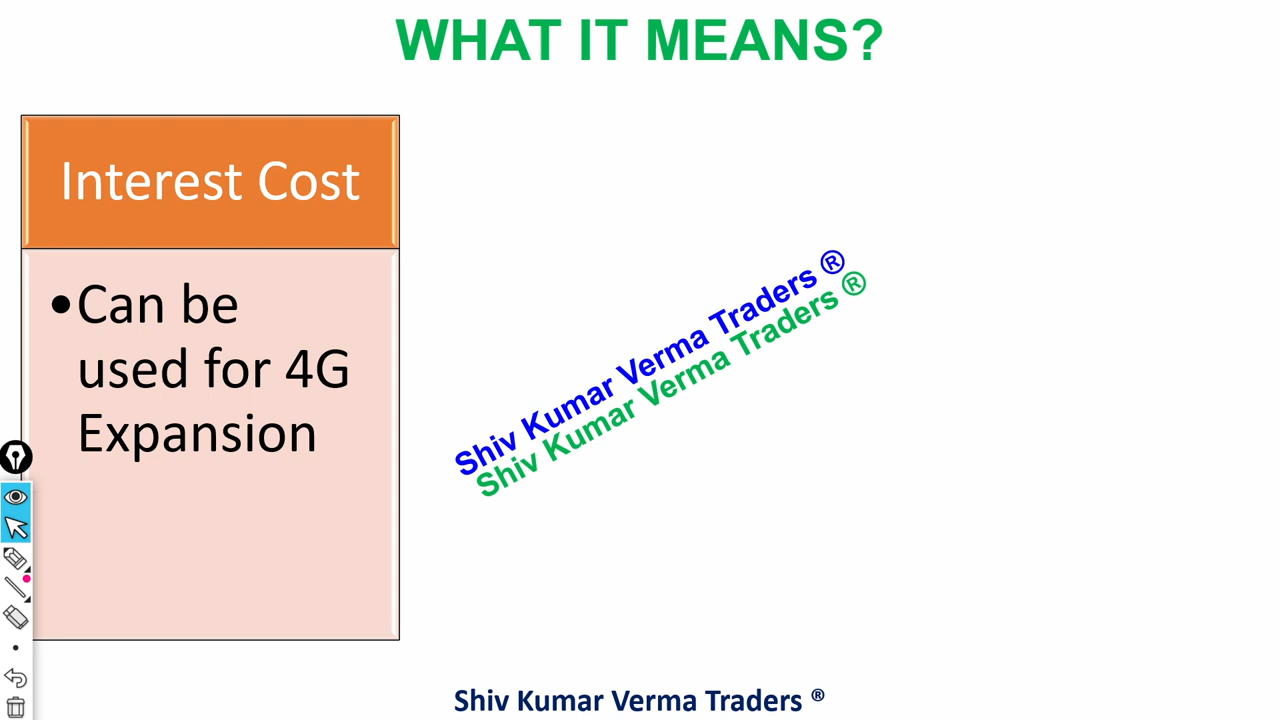 WHAT IT MEANS?
Interest Cost
•Can be
used for 4G
Expansion
Shiv Kumar Verma Traders ®
Shiv Kumar Verma Traders ®
Shiv Kumar Verma Traders ®